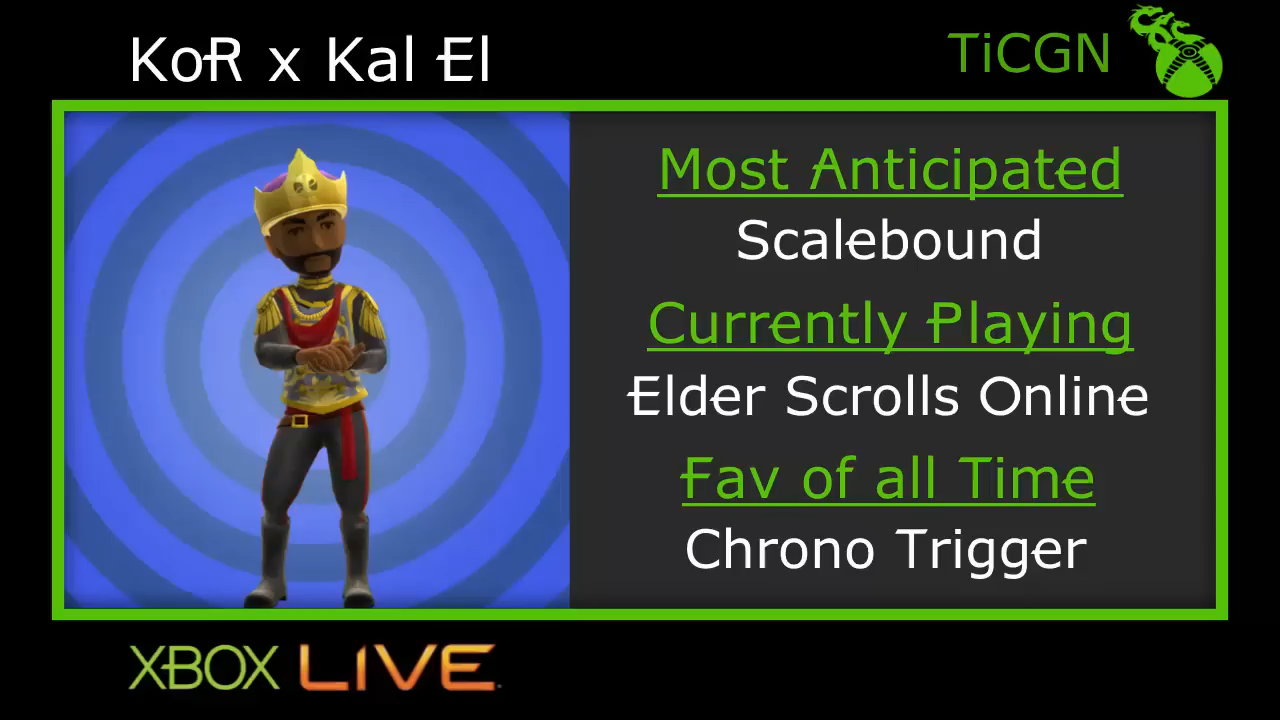 KoR x Kal El
TiCGN
Most Anticipated
Scalebound
Currently Playing
Elder Scrolls Online
Fav of all Time
Chrono Trigger
XBOX LIVE